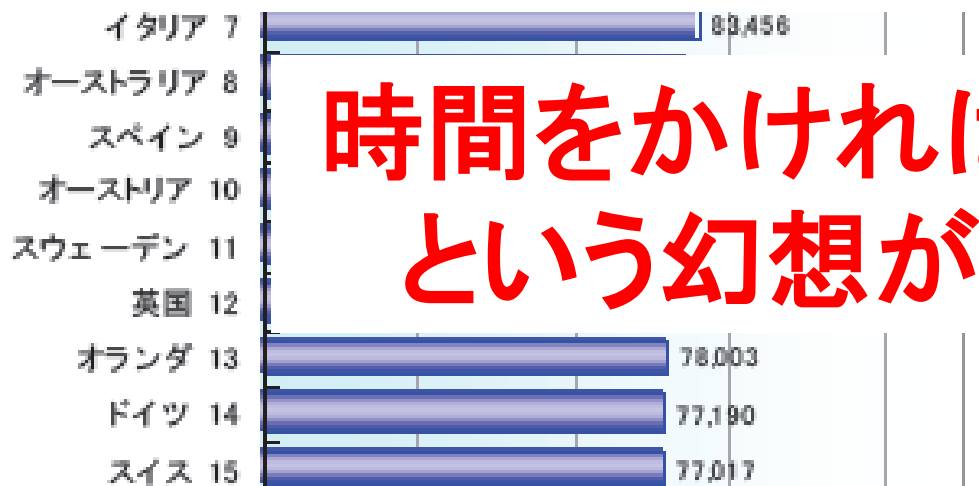 イタリア 7 83,456
オーストラリア 8
スペイン 9
オーストリア 10
スウェーデン 11
英国 12
時間をかければ
という幻想が
オランダ 13 78,003
ドイツ 14 77,190
スイス 15 77,017